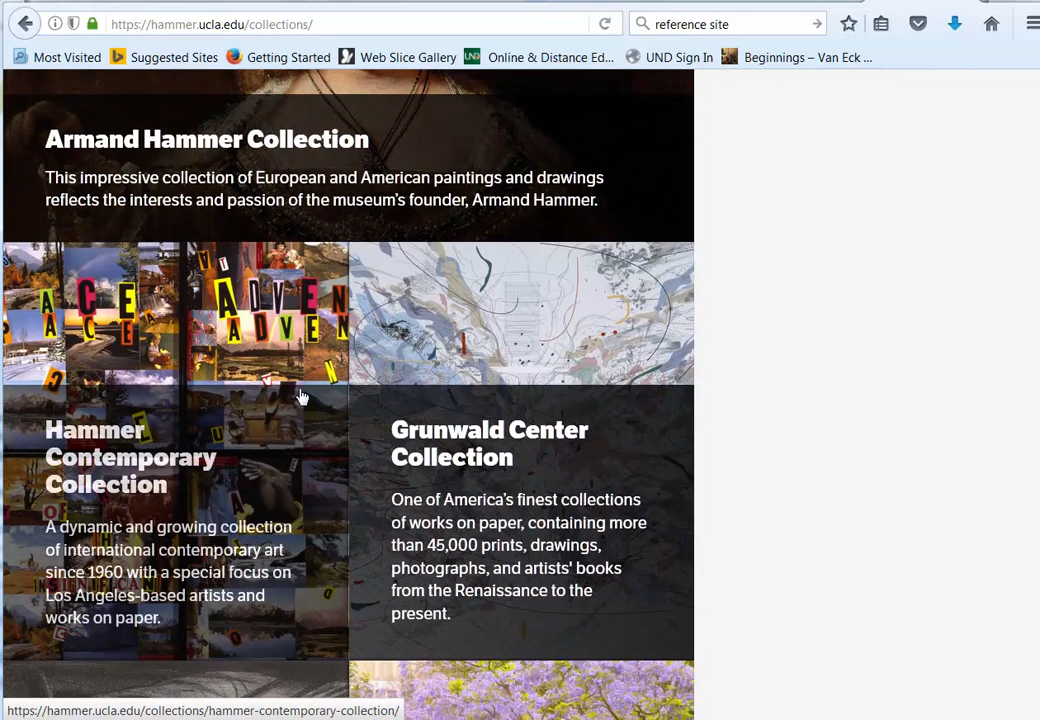 https://hammer.ucla.edu/collections/
reference site
Most Visited
Suggested Sites
Getting Started
Web Slice Gallery
Online & Distance Ed...
UND Sign In
Beginnings – Van Eck ...
Armand Hammer Collection
This impressive collection of European and American paintings and drawings
reflects the interests and passion of the museum's founder, Armand Hammer.
Hammer
Contemporary
Collection
A dynamic and growing collection
of international contemporary art
since 1960 with a special focus on
Los Angeles-based artists and
works on paper.
Grunwald Center
Collection
One of America's finest collections
of works on paper, containing more
than 45,000 prints, drawings,
photographs, and artists' books
from the Renaissance to the
present.
https://hammer.ucla.edu/collections/hammer-contemporary-collection/